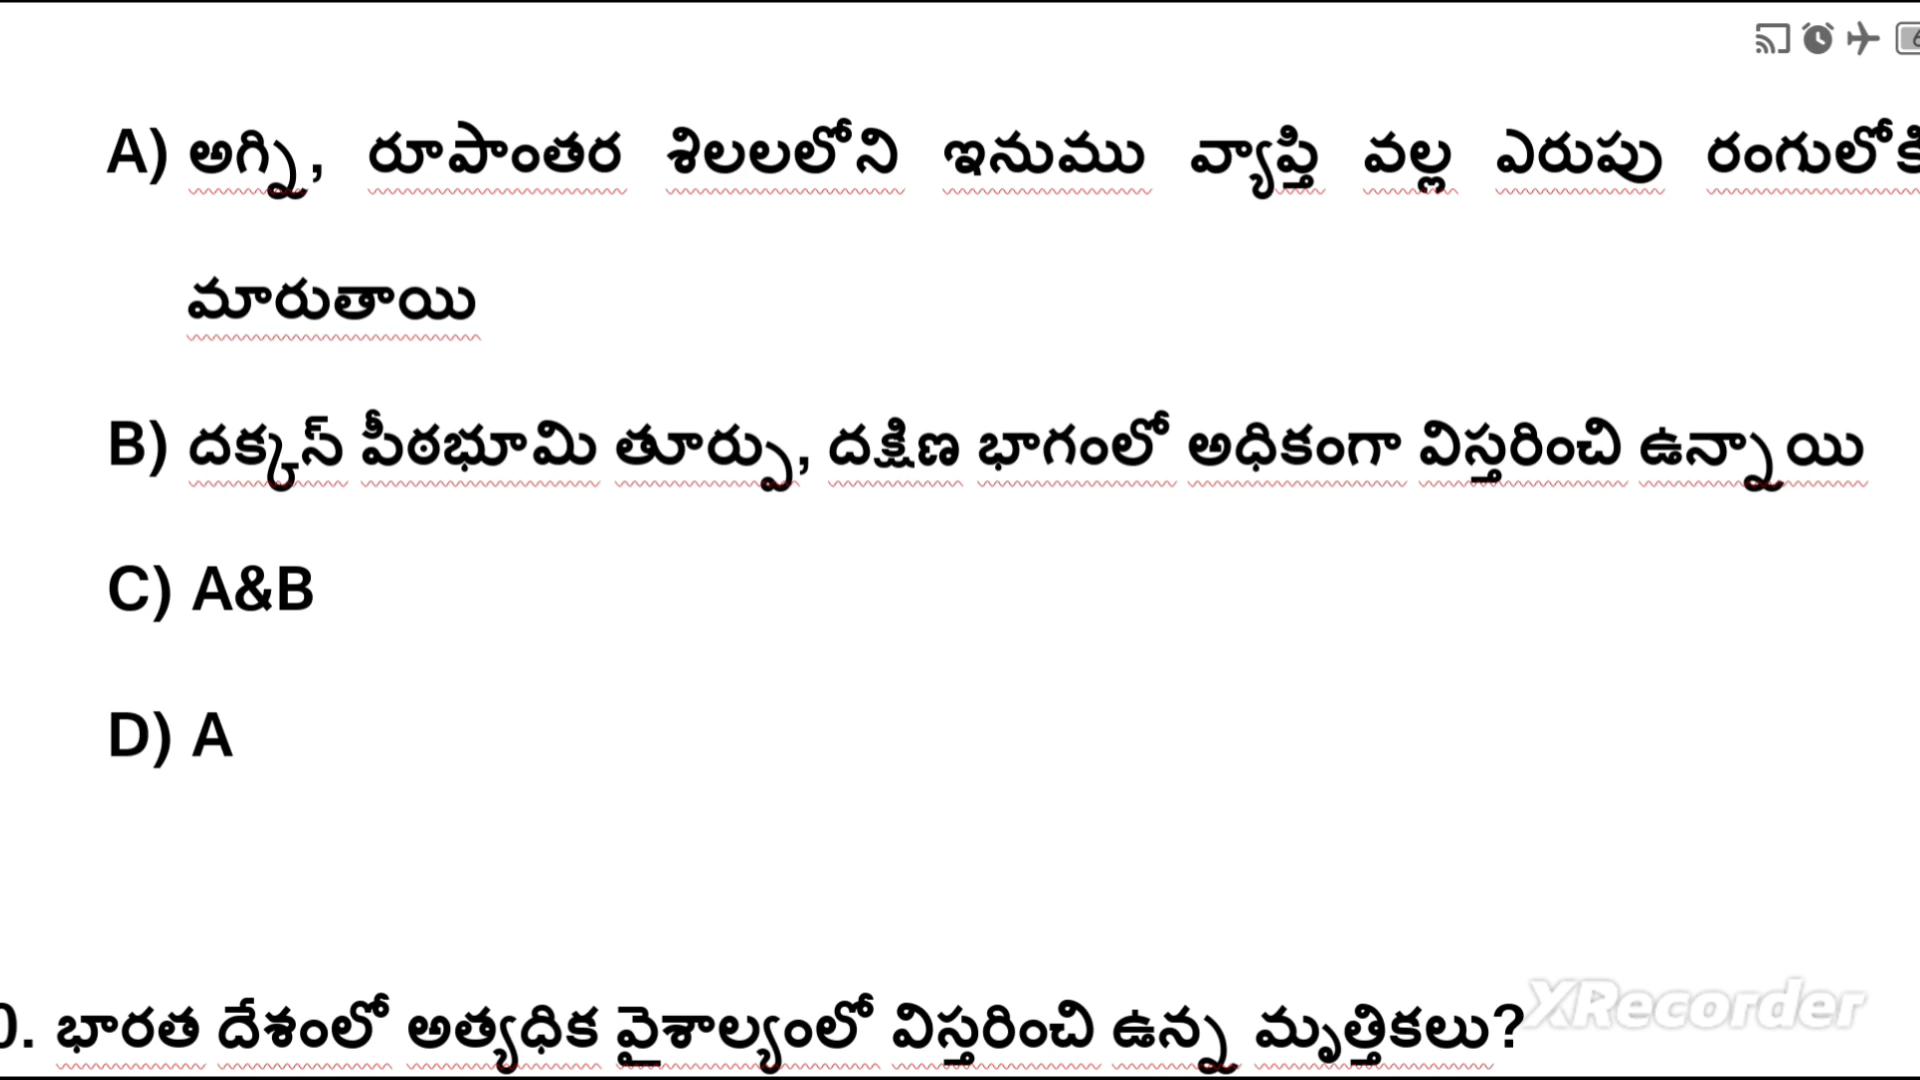 A) అగ్ని, రూపాంతర శిలలలోని ఇనుము వ్యాప్తి వల్ల ఎరుపు రంగులోకి
మారుతాయి
B) దక్కన్ పీఠభూమి తూర్పు, దక్షిణ భాగంలో అధికంగా విస్తరించి ఉన్నాయి
C) A&B
D) A
0. భారత దేశంలో అత్యధిక వైశాల్యంలో విస్తరించి ఉన్న మృత్తికలు?
XRecorder